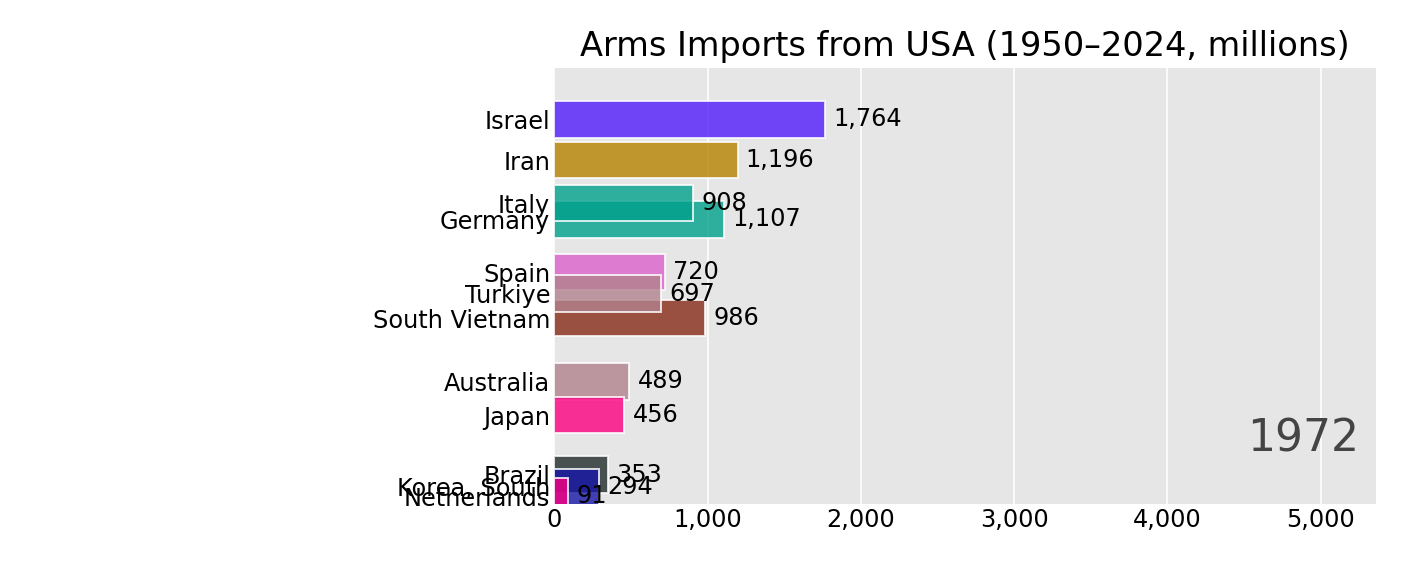 Arms Imports from USA (1950–2024, millions)
Israel 1,764
Iran 1,196
Italy 908
Germany 1,107
Spain 720
Turkiye 697
South Vietnam 986
Australia 489
Japan 456
1972
Brazil 353
Korea, South 294
Netherlands 91
0 1,000 2,000 3,000 4,000 5,000